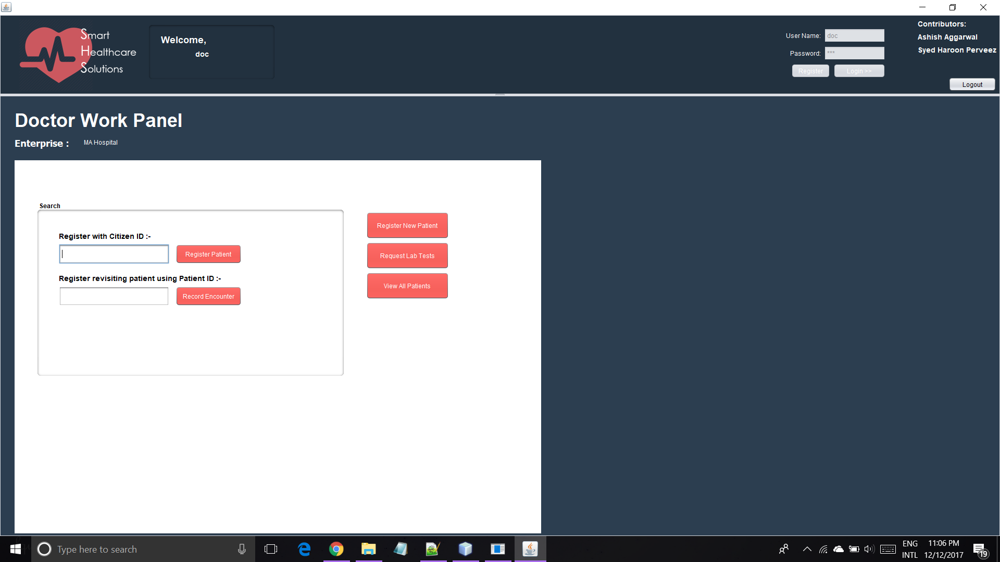 Smart
Healthcare
Solutions
Welcome,
doc
User Name: doc
Password: ***
Register Login >>
Contributors:
Ashish Aggarwal
Syed Haroon Perveez
Logout
Doctor Work Panel
Enterprise : MA Hospital
Search
Register with Citizen ID :-
Register Patient
Register revisiting patient using Patient ID :-
Record Encounter
Register New Patient
Request Lab Tests
View All Patients
Type here to search
ENG
INTL
11:06 PM
12/12/2017
19